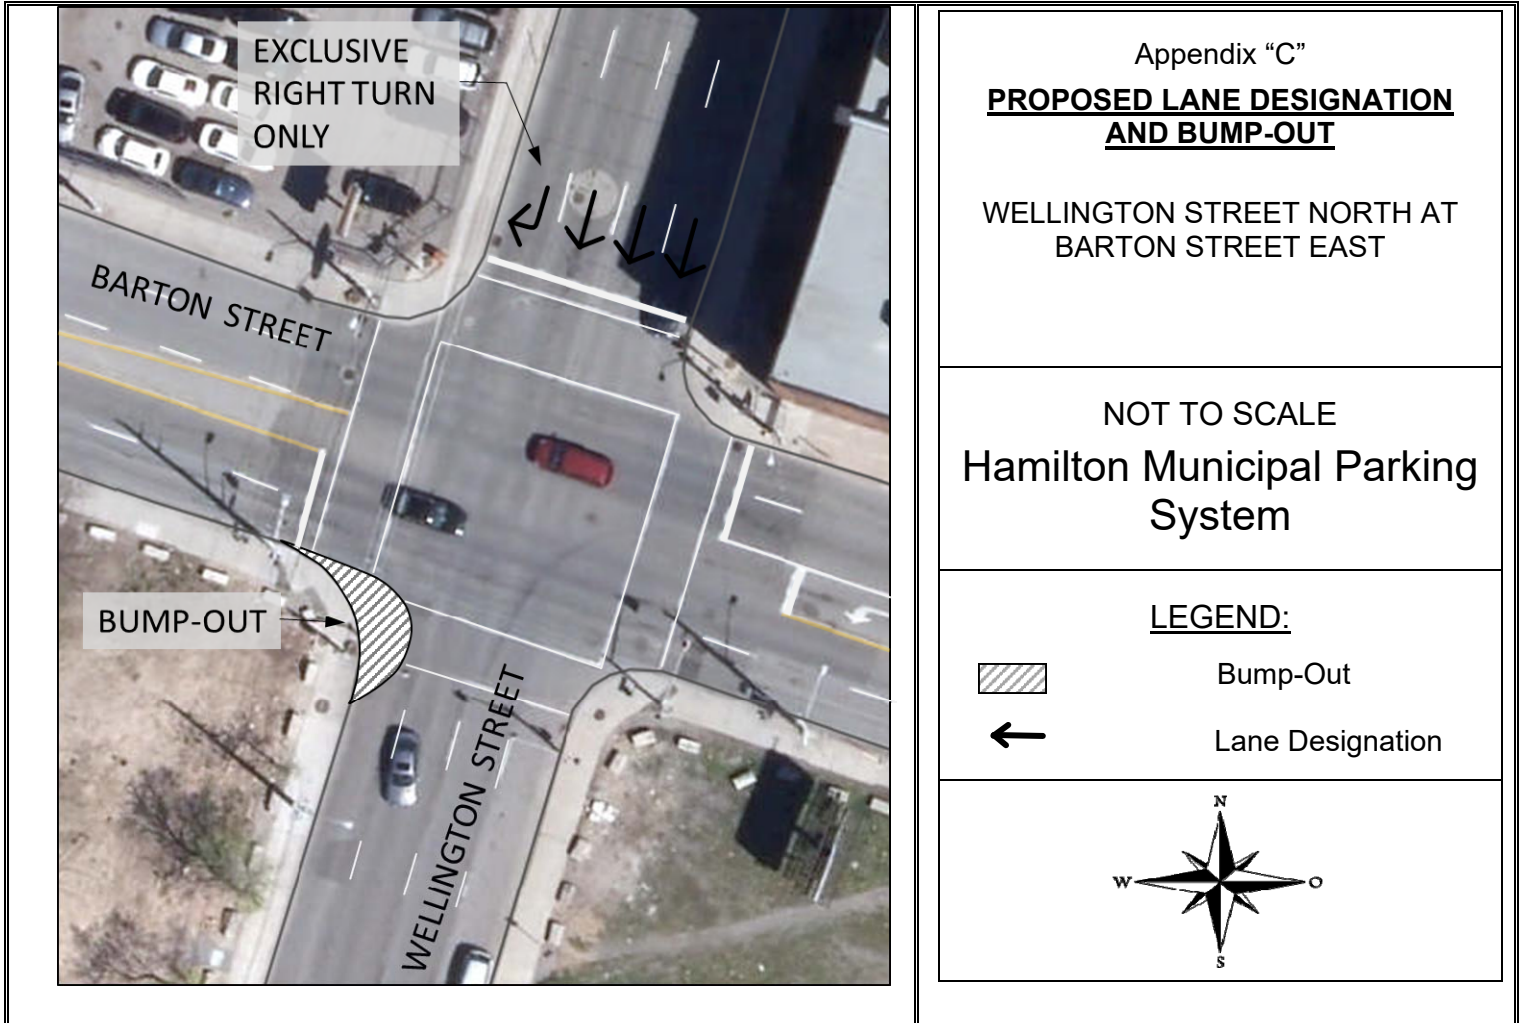 EXCLUSIVE
RIGHT TURN
ONLY
BARTON STREET
BUMP-OUT
WELLINGTON STREET
Appendix “C”
PROPOSED LANE DESIGNATION
AND BUMP-OUT
WELLINGTON STREET NORTH AT
BARTON STREET EAST
NOT TO SCALE
Hamilton Municipal Parking
System
LEGEND:
Bump-Out
Lane Designation
N
W
O
S